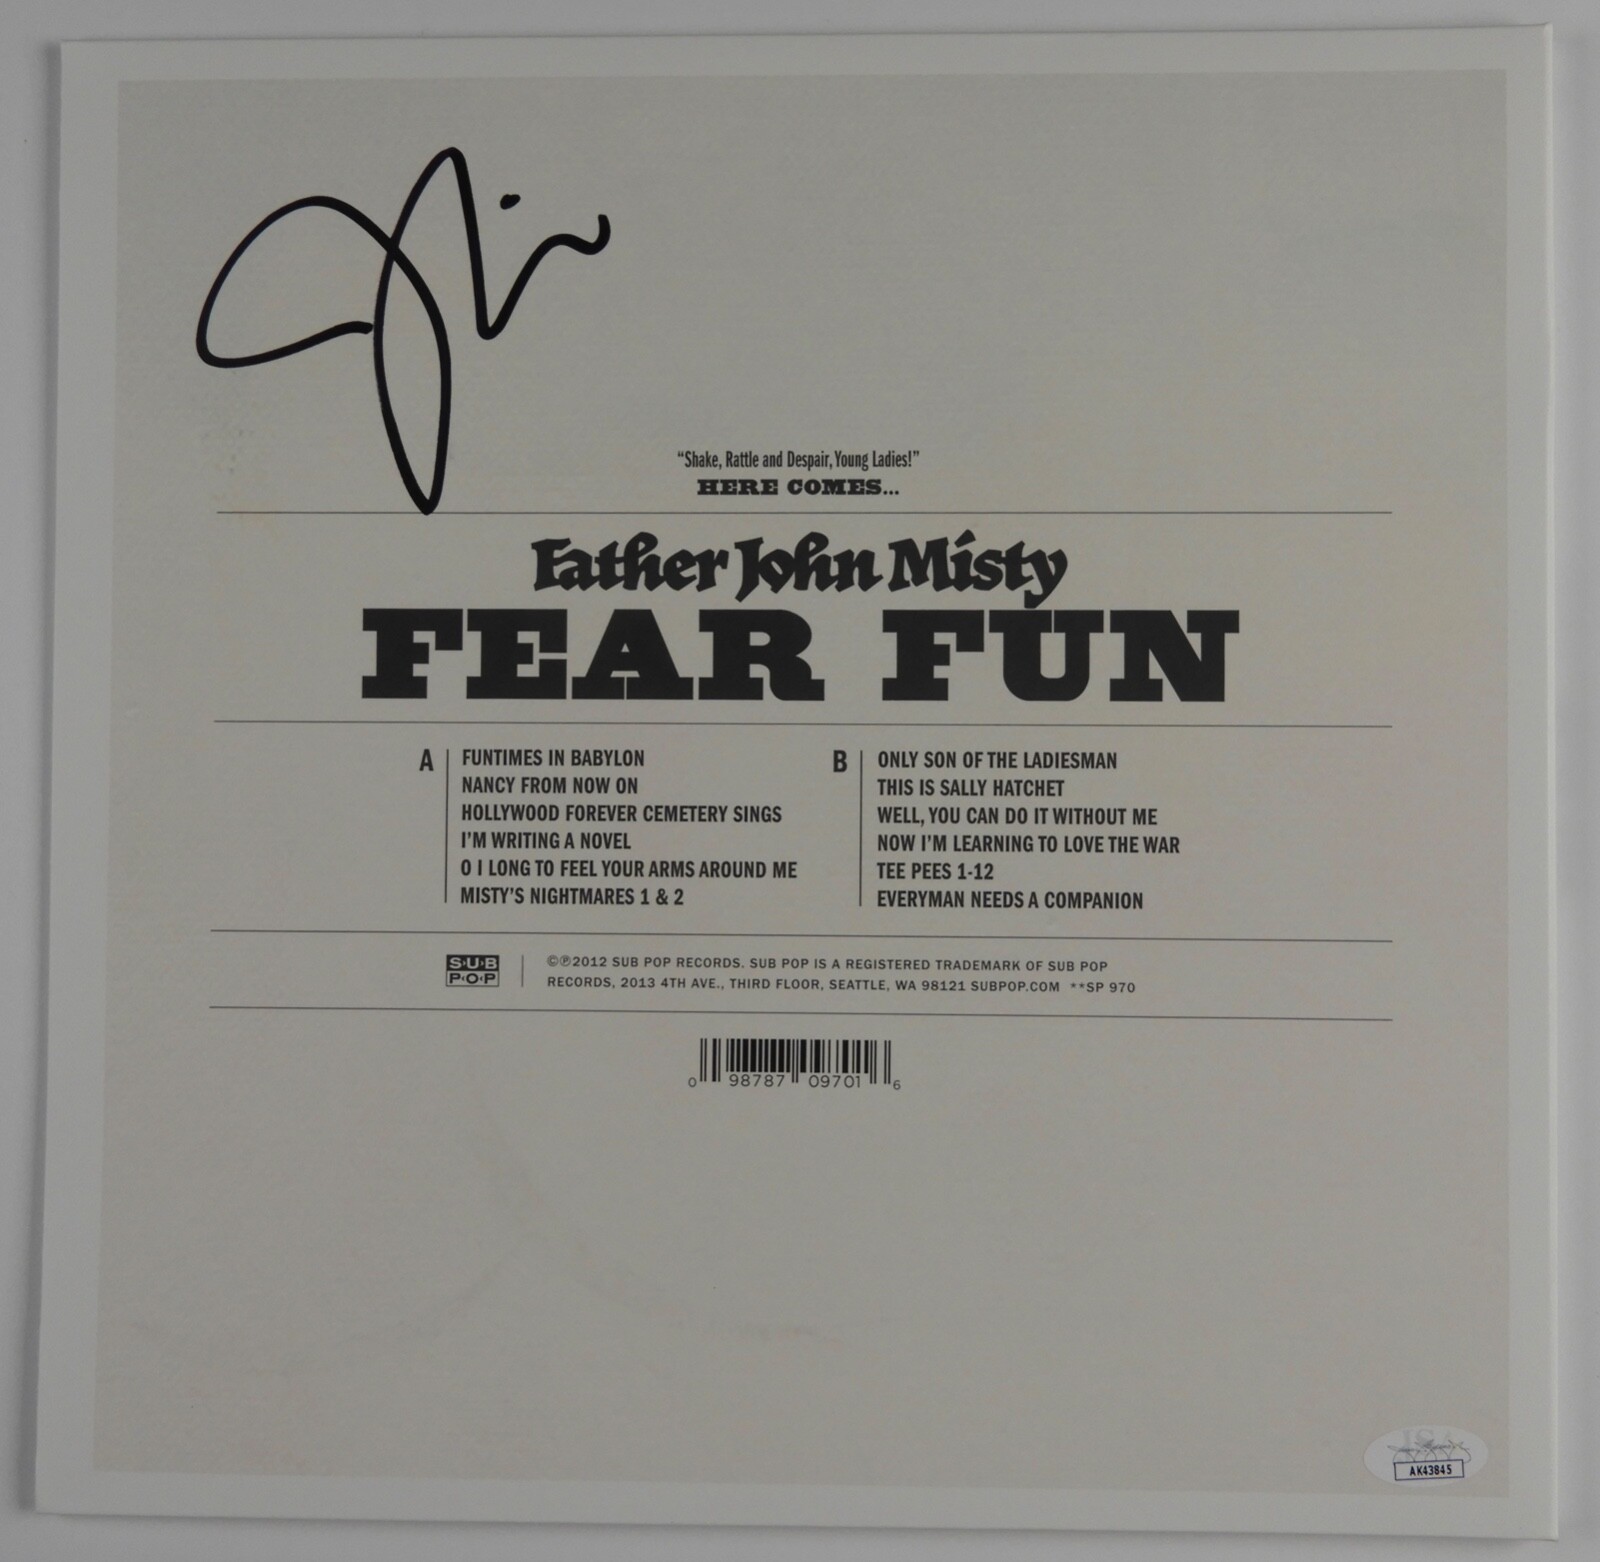 "Shake, Rattle and Despair, Young Ladies!"
HERE COMES...
Father John Misty
FEAR FUN
A
FUNTIMES IN BABYLON
NANCY FROM NOW ON
HOLLYWOOD FOREVER CEMETERY SINGS
I'M WRITING A NOVEL
O I LONG TO FEEL YOUR ARMS AROUND ME
MISTY'S NIGHTMARES 1 & 2
B
ONLY SON OF THE LADIESMAN
THIS IS SALLY HATCHET
WELL, YOU CAN DO IT WITHOUT ME
NOW I'M LEARNING TO LOVE THE WAR
TEE PEES 1-12
EVERYMAN NEEDS A COMPANION
SUB
POP
©℗2012 SUB POP RECORDS. SUB POP IS A REGISTERED TRADEMARK OF SUB POP
RECORDS, 2013 4TH AVE., THIRD FLOOR, SEATTLE, WA 98121 SUBPOP.COM **SP 970
0 98787 09701 6
JSA
AK43845